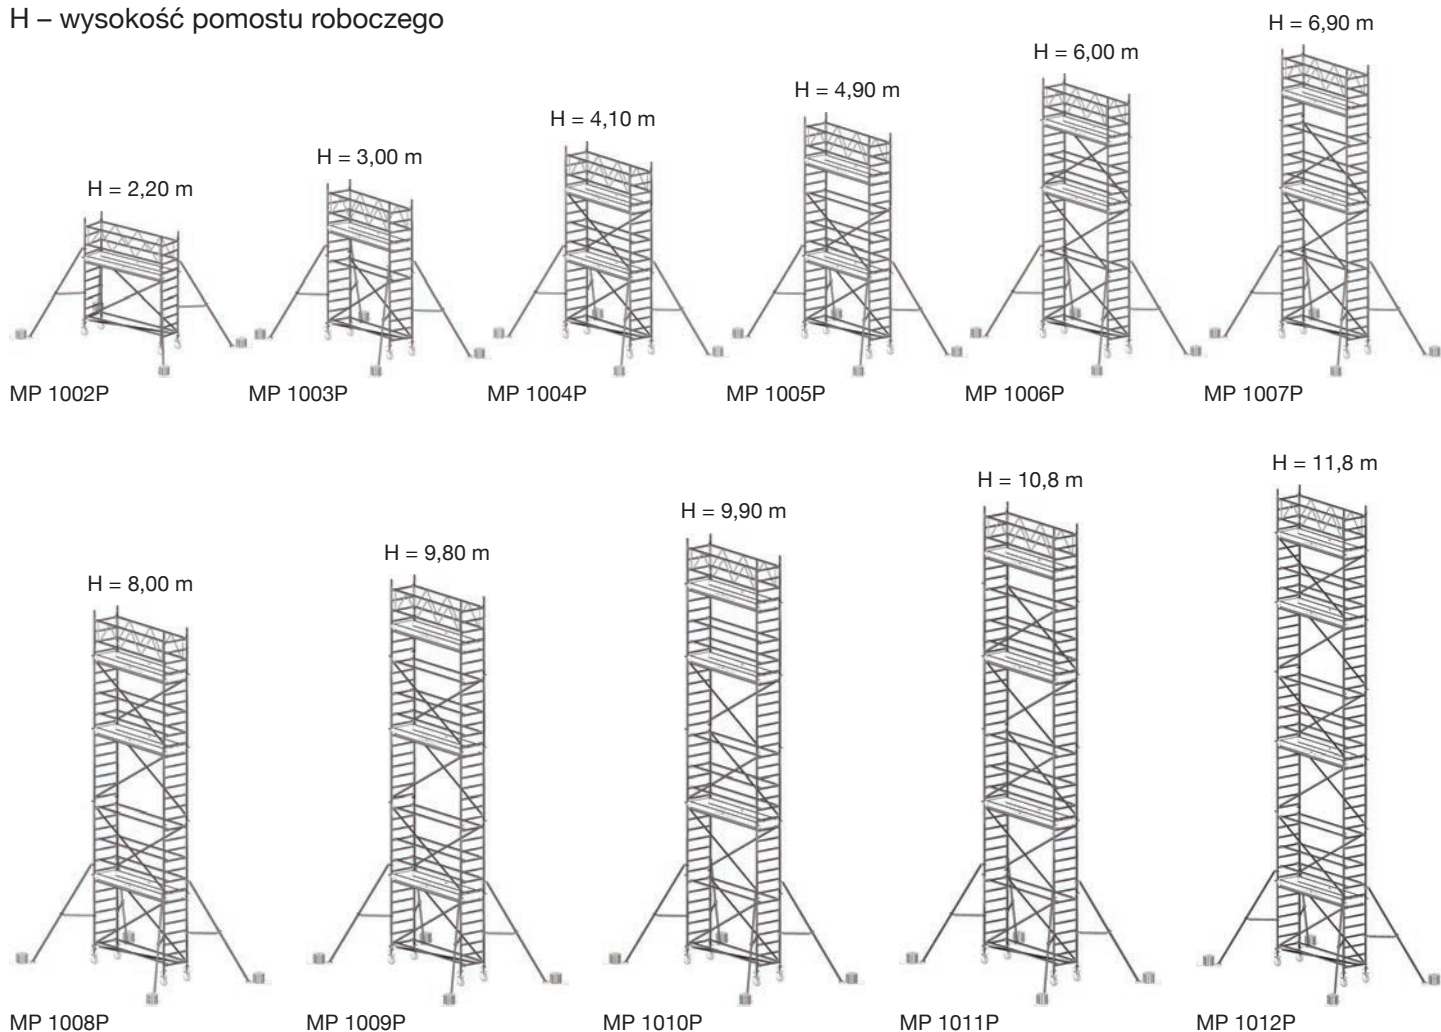 H – wysokość pomostu roboczego
H = 2,20 m
H = 3,00 m
H = 4,10 m
H = 4,90 m
H = 6,00 m
H = 6,90 m
MP 1002P
MP 1003P
MP 1004P
MP 1005P
MP 1006P
MP 1007P
H = 8,00 m
H = 9,80 m
H = 9,90 m
H = 10,8 m
H = 11,8 m
MP 1008P
MP 1009P
MP 1010P
MP 1011P
MP 1012P